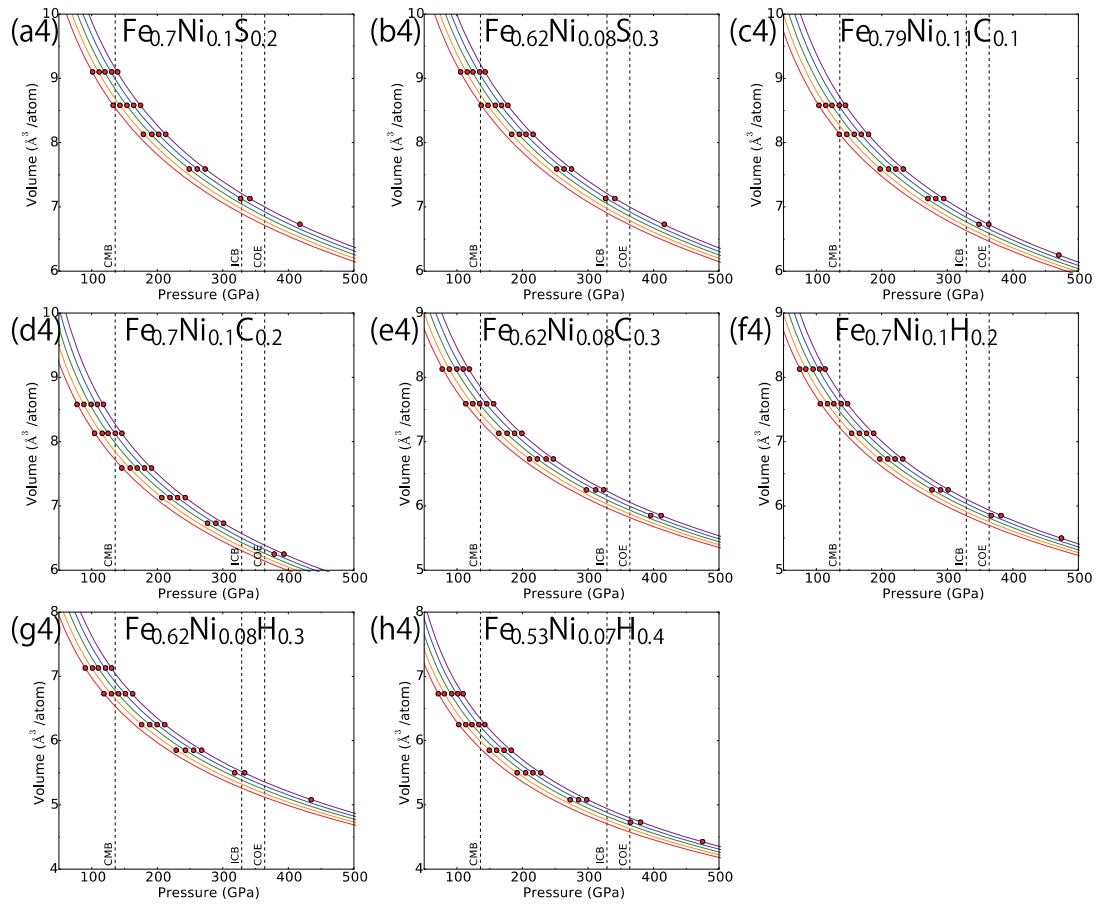 (a4) Fe0.7Ni0.1S0.2
Volume (Å3/atom)
10
9
8
7
6
CMB
ICB
COE
100 200 300 400 500
Pressure (GPa)
(b4) Fe0.62Ni0.08S0.3
Volume (Å3/atom)
10
9
8
7
6
CMB
ICB
COE
100 200 300 400 500
Pressure (GPa)
(c4) Fe0.79Ni0.11C0.1
Volume (Å3/atom)
10
9
8
7
6
CMB
ICB
COE
100 200 300 400 500
Pressure (GPa)
(d4) Fe0.7Ni0.1C0.2
Volume (Å3/atom)
10
9
8
7
6
CMB
ICB
COE
100 200 300 400 500
Pressure (GPa)
(e4) Fe0.62Ni0.08C0.3
Volume (Å3/atom)
9
8
7
6
5
CMB
ICB
COE
100 200 300 400 500
Pressure (GPa)
(f4) Fe0.7Ni0.1H0.2
Volume (Å3/atom)
9
8
7
6
5
CMB
ICB
COE
100 200 300 400 500
Pressure (GPa)
(g4) Fe0.62Ni0.08H0.3
Volume (Å3/atom)
8
7
6
5
4
CMB
ICB
COE
100 200 300 400 500
Pressure (GPa)
(h4) Fe0.53Ni0.07H0.4
Volume (Å3/atom)
8
7
6
5
4
CMB
ICB
COE
100 200 300 400 500
Pressure (GPa)